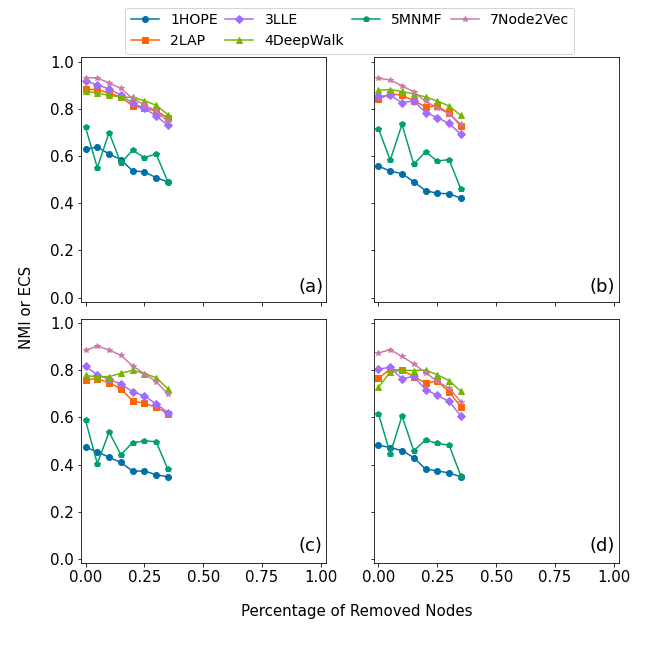 1HOPE 3LLE 5MNMF 7Node2Vec
2LAP 4DeepWalk
1.0
0.8
0.6
0.4
0.2
0.0
(a) (b)
NMI or ECS
1.0
0.8
0.6
0.4
0.2
0.0
(c) (d)
0.00 0.25 0.50 0.75 1.00 0.00 0.25 0.50 0.75 1.00
Percentage of Removed Nodes